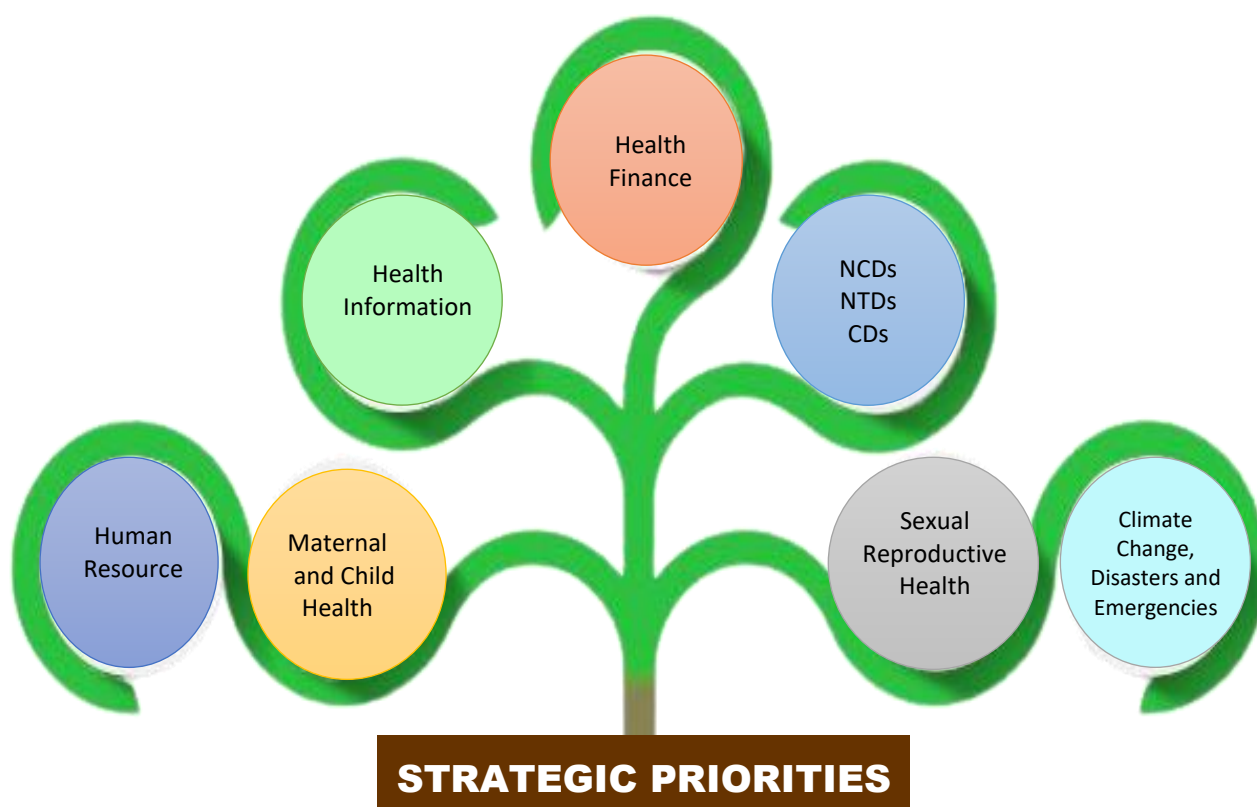 Health
Finance
Health
Information
NCDs
NTDs
CDs
Human
Resource
Maternal
and Child
Health
Sexual
Reproductive
Health
Climate
Change,
Disasters and
Emergencies
STRATEGIC PRIORITIES